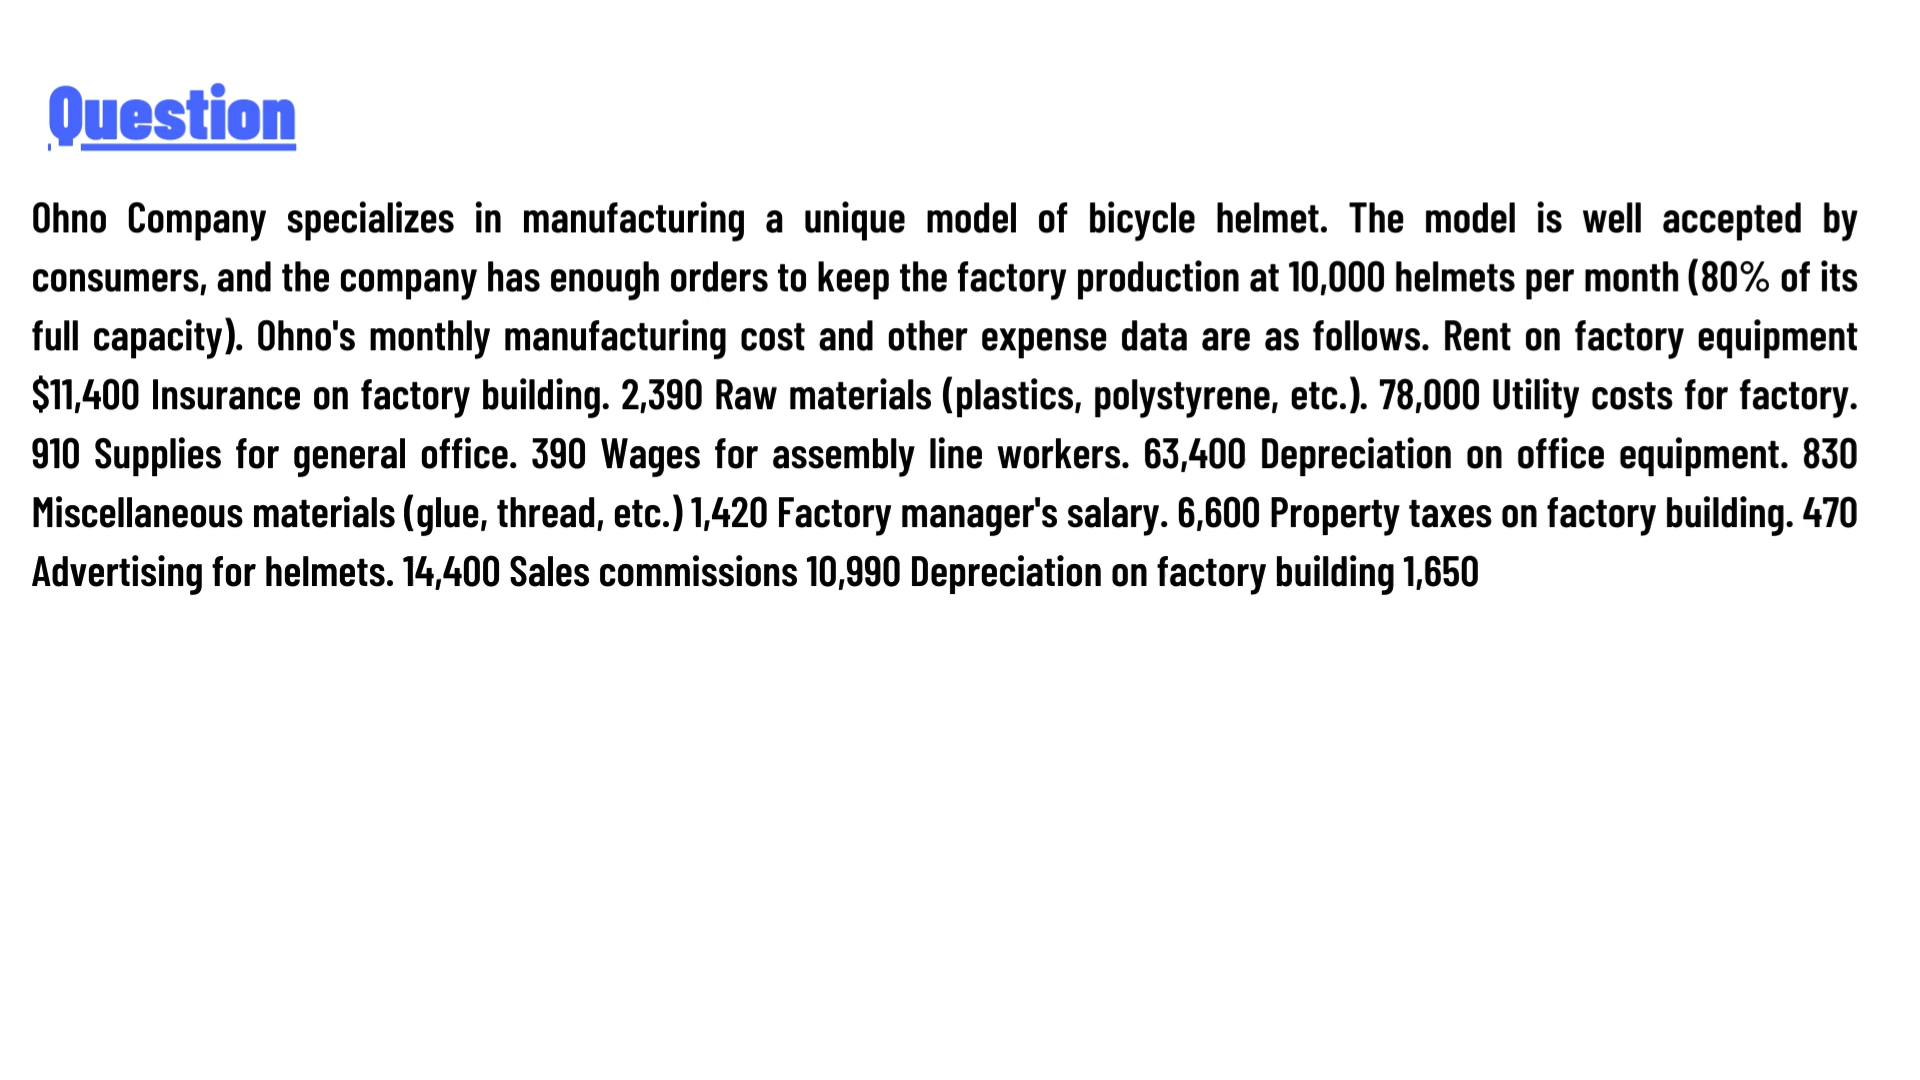 Question
Ohno Company specializes in manufacturing a unique model of bicycle helmet. The model is well accepted by
consumers, and the company has enough orders to keep the factory production at 10,000 helmets per month (80% of its
full capacity). Ohno's monthly manufacturing cost and other expense data are as follows. Rent on factory equipment
$11,400 Insurance on factory building. 2,390 Raw materials (plastics, polystyrene, etc.). 78,000 Utility costs for factory.
910 Supplies for general office. 390 Wages for assembly line workers. 63,400 Depreciation on office equipment. 830
Miscellaneous materials (glue, thread, etc.) 1,420 Factory manager's salary. 6,600 Property taxes on factory building. 470
Advertising for helmets. 14,400 Sales commissions 10,990 Depreciation on factory building 1,650